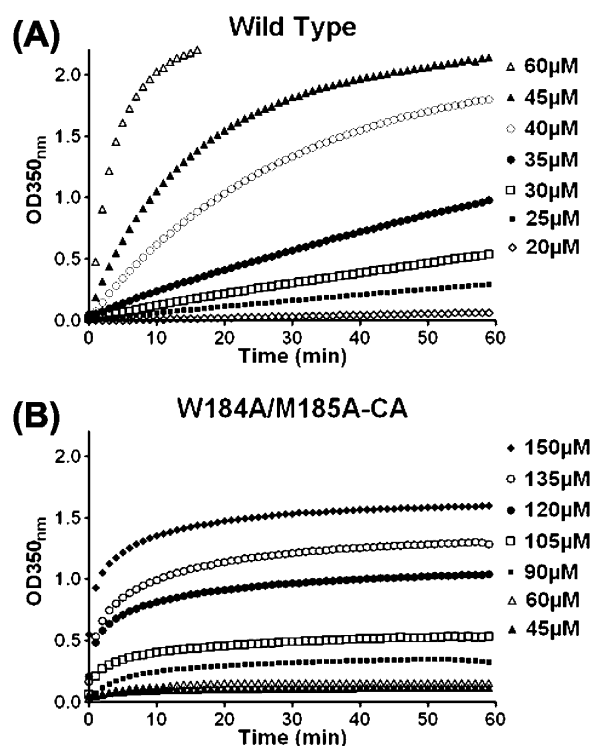 (A) Wild Type
2.0
1.5
1.0
0.5
0.0
OD350nm
0 10 20 30 40 50 60
Time (min)
60µM
45µM
40µM
35µM
30µM
25µM
20µM
(B) W184A/M185A-CA
2.0
1.5
1.0
0.5
0.0
OD350nm
0 10 20 30 40 50 60
Time (min)
150µM
135µM
120µM
105µM
90µM
60µM
45µM